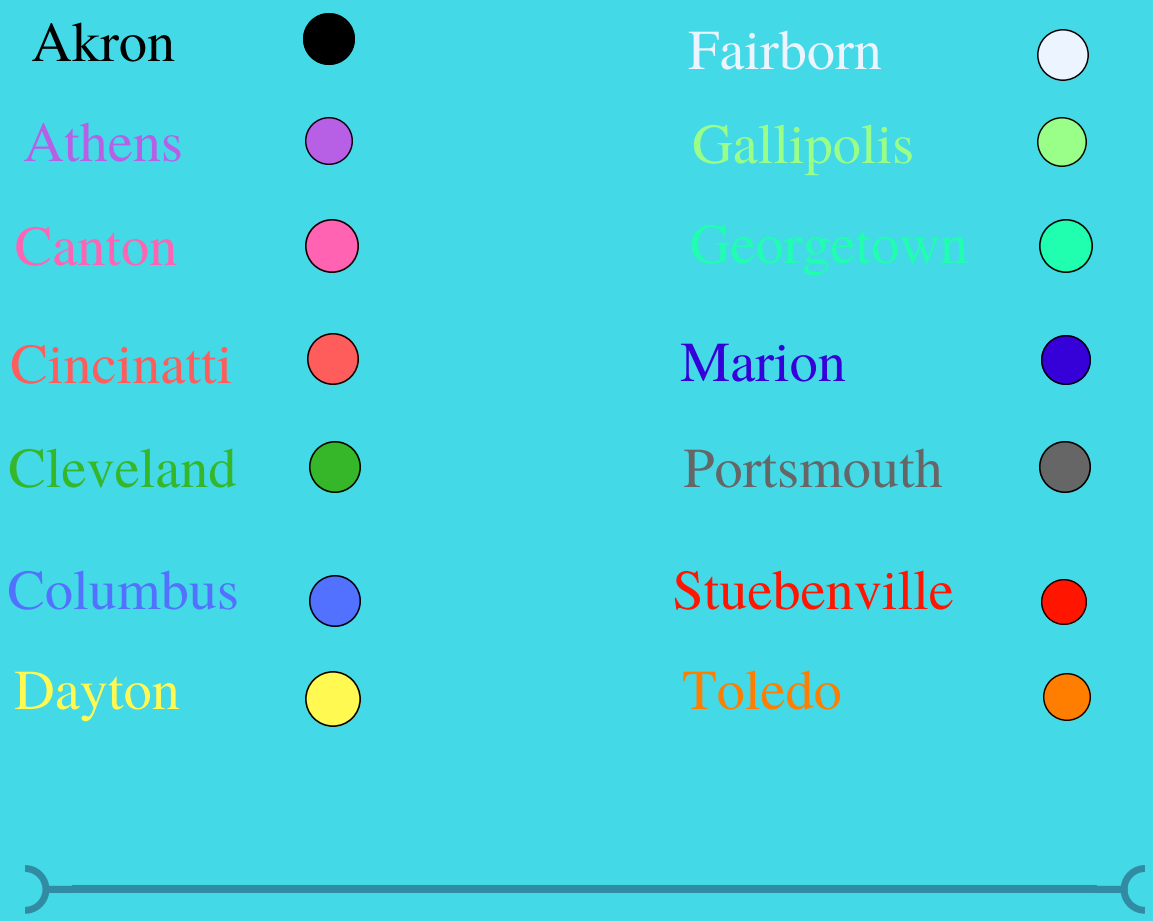 Akron
Athens
Canton
Cincinatti
Cleveland
Columbus
Dayton
Fairborn
Gallipolis
Georgetown
Marion
Portsmouth
Stuebenville
Toledo